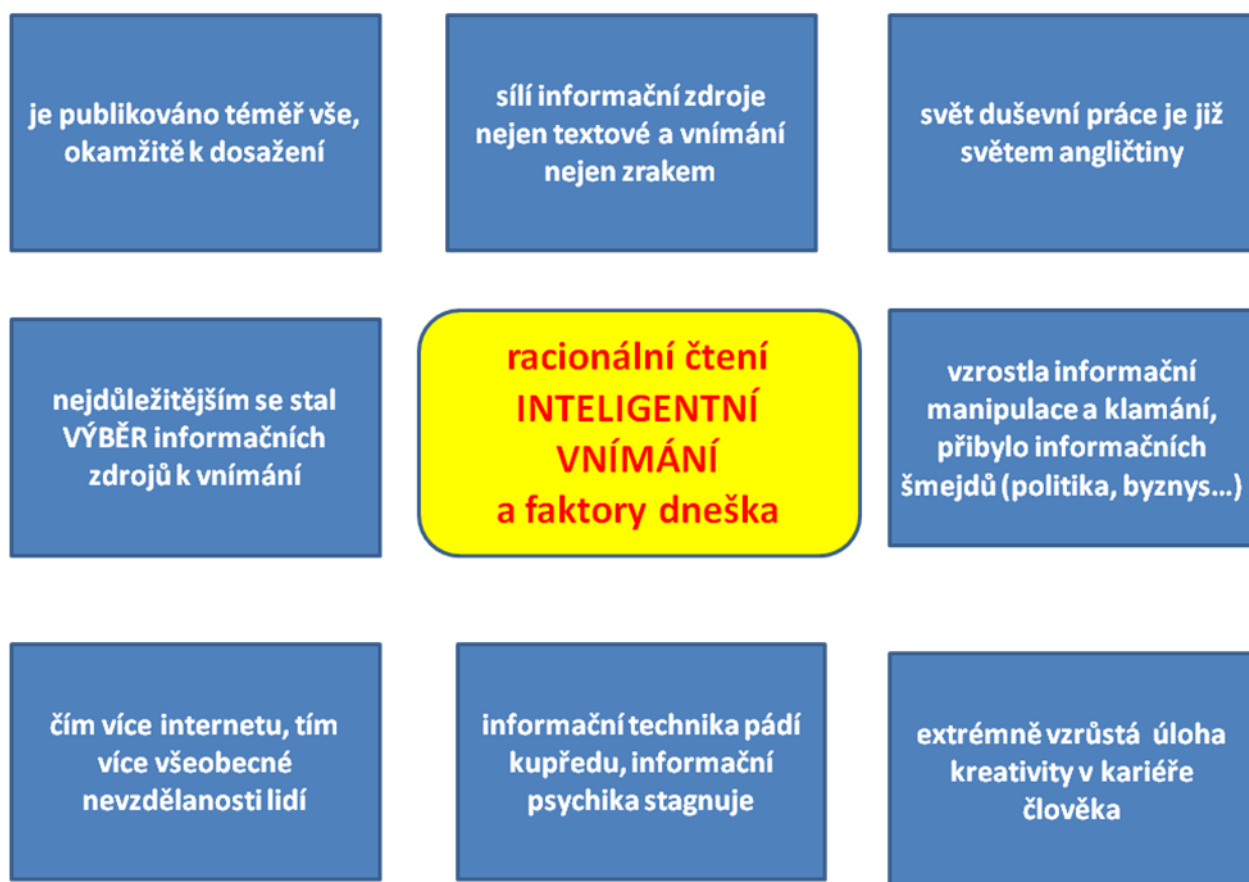 je publikováno téměř vše,
okamžitě k dosažení
sílí informační zdroje
nejen textové a vnímání
nejen zrakem
svět duševní práce je již
světem angličtiny
nejdůležitějším se stal
VÝBĚR informačních
zdrojů k vnímání
racionální čtení
INTELIGENTNÍ
VNÍMÁNÍ
a faktory dneška
vzrostla informační
manipulace a klamání,
přibylo informačních
šmejdů (politika, byznys...)
čím více internetu, tím
více všeobecné
nevzdělanosti lidí
informační technika pádí
kupředu, informační
psychika stagnuje
extrémně vzrůstá úloha
kreativity v kariéře
člověka